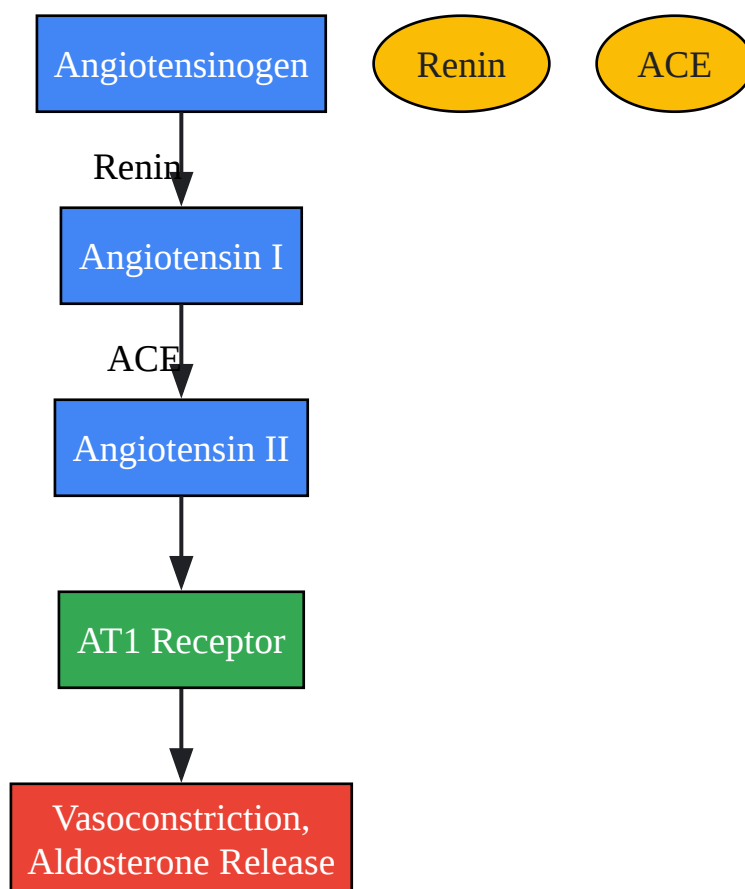 Angiotensinogen
Renin
ACE
Renin
Angiotensin I
ACE
Angiotensin II
AT1 Receptor
Vasoconstriction,
Aldosterone Release